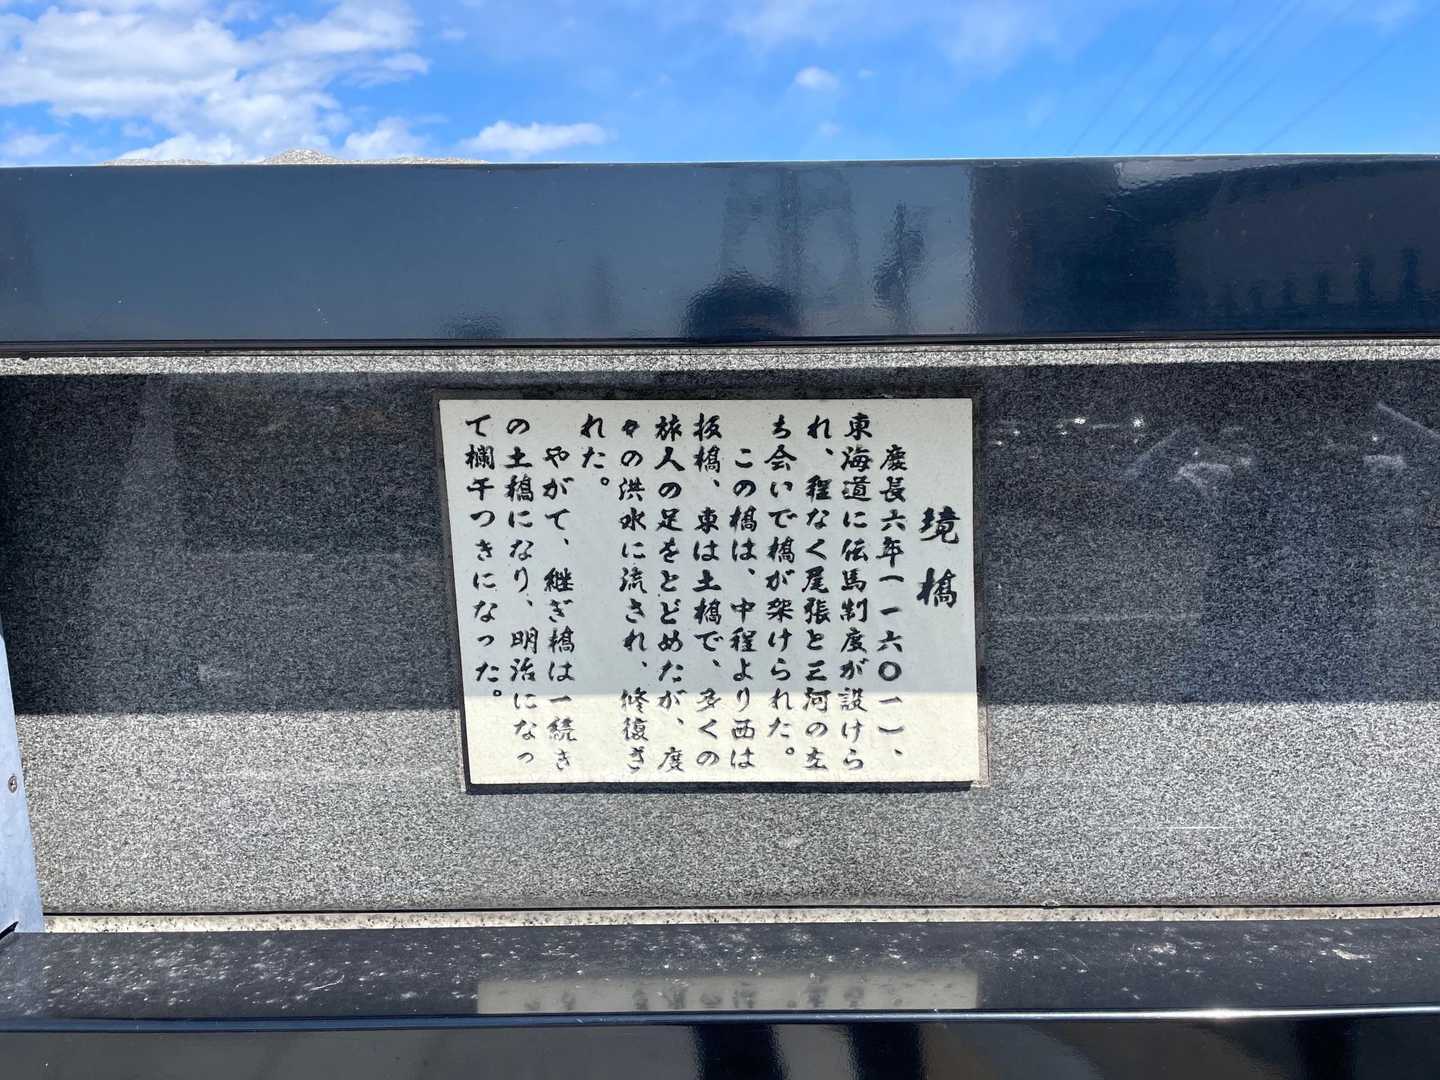 境橋
慶長六年(一六〇一)、
東海道に伝馬制度が設けら
れ、程なく尾張と三河の立
ち会いで橋が架けられた。
この橋は、中程より西は
板橋、東は土橋で、多くの
旅人の足をとどめたが、度
々の洪水に流され、修復さ
れた。
やがて、継ぎ橋は一続き
の土橋になり、明治になっ
て欄干つきになった。